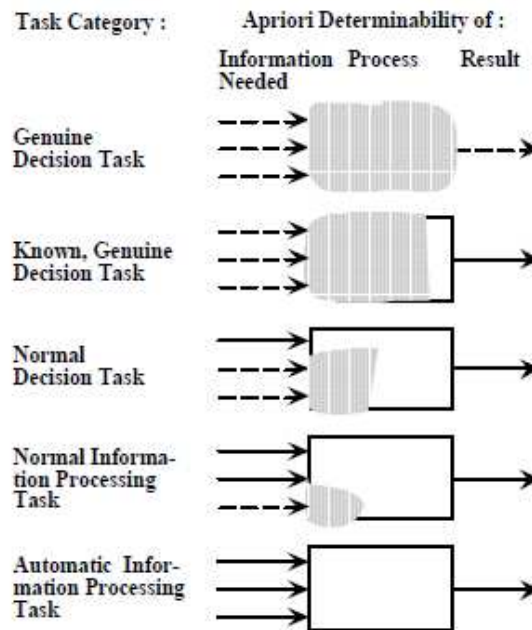 Task Category :
Apriori Determinability of :
Information Process Result
Needed
Genuine
Decision Task
Known, Genuine
Decision Task
Normal
Decision Task
Normal Informa-
tion Processing
Task
Automatic Infor-
mation Processing
Task